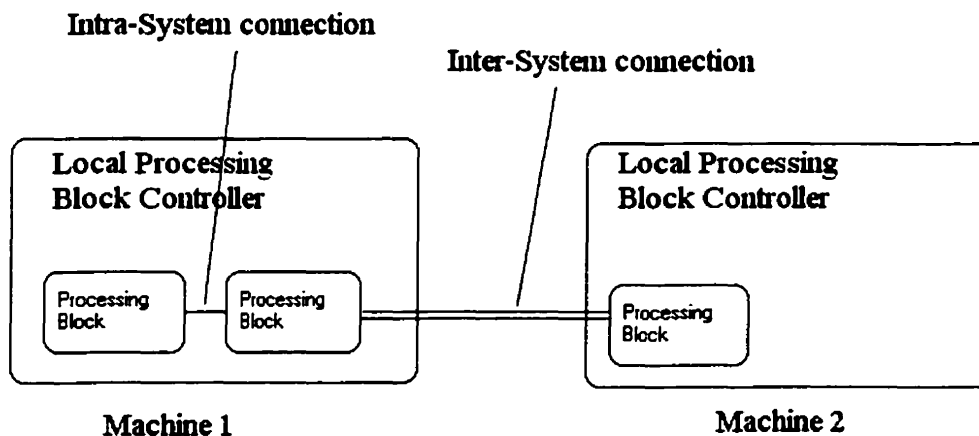 Intra-System connection
Inter-System connection
Local Processing
Block Controller
Processing
Block
Processing
Block
Machine 1
Local Processing
Block Controller
Processing
Block
Machine 2